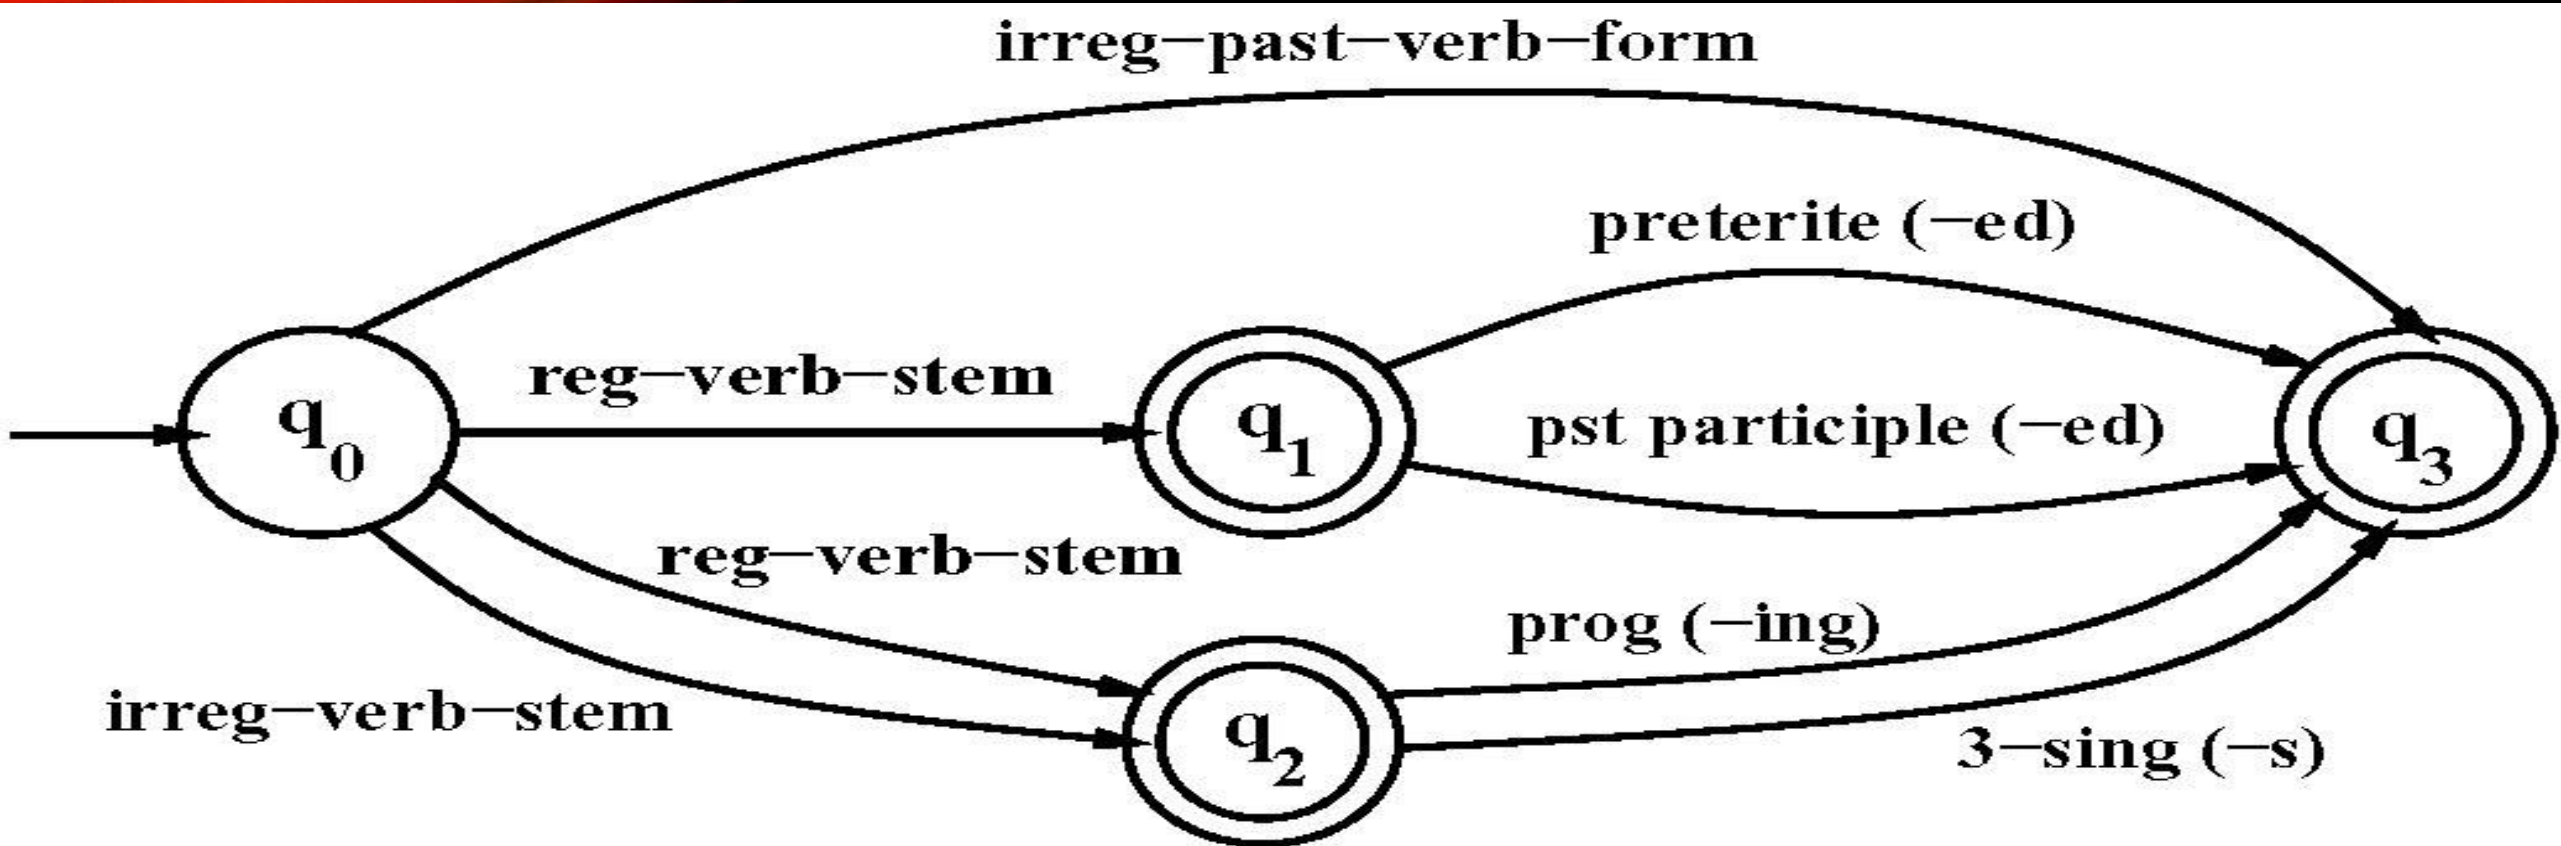 irreg−past−verb−form
preterite (−ed)
reg−verb−stem
q0
q1
pst participle (−ed)
q3
reg−verb−stem
prog (−ing)
irreg−verb−stem
q2
3−sing (−s)